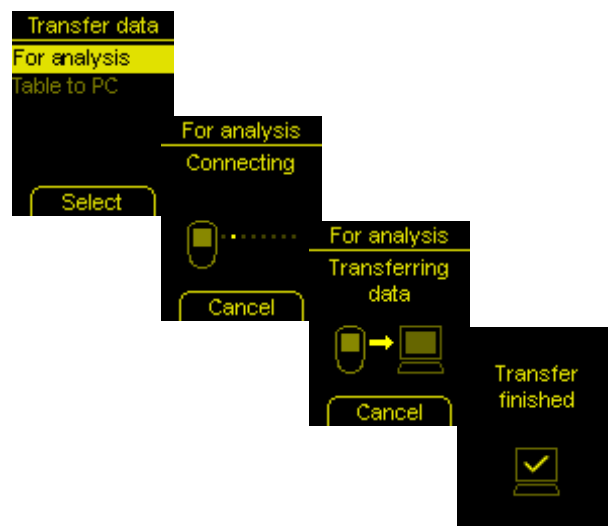 Transfer data
For analysis
Table to PC
Select
For analysis
Connecting
Cancel
For analysis
Transferring
data
Cancel
Transfer
finished